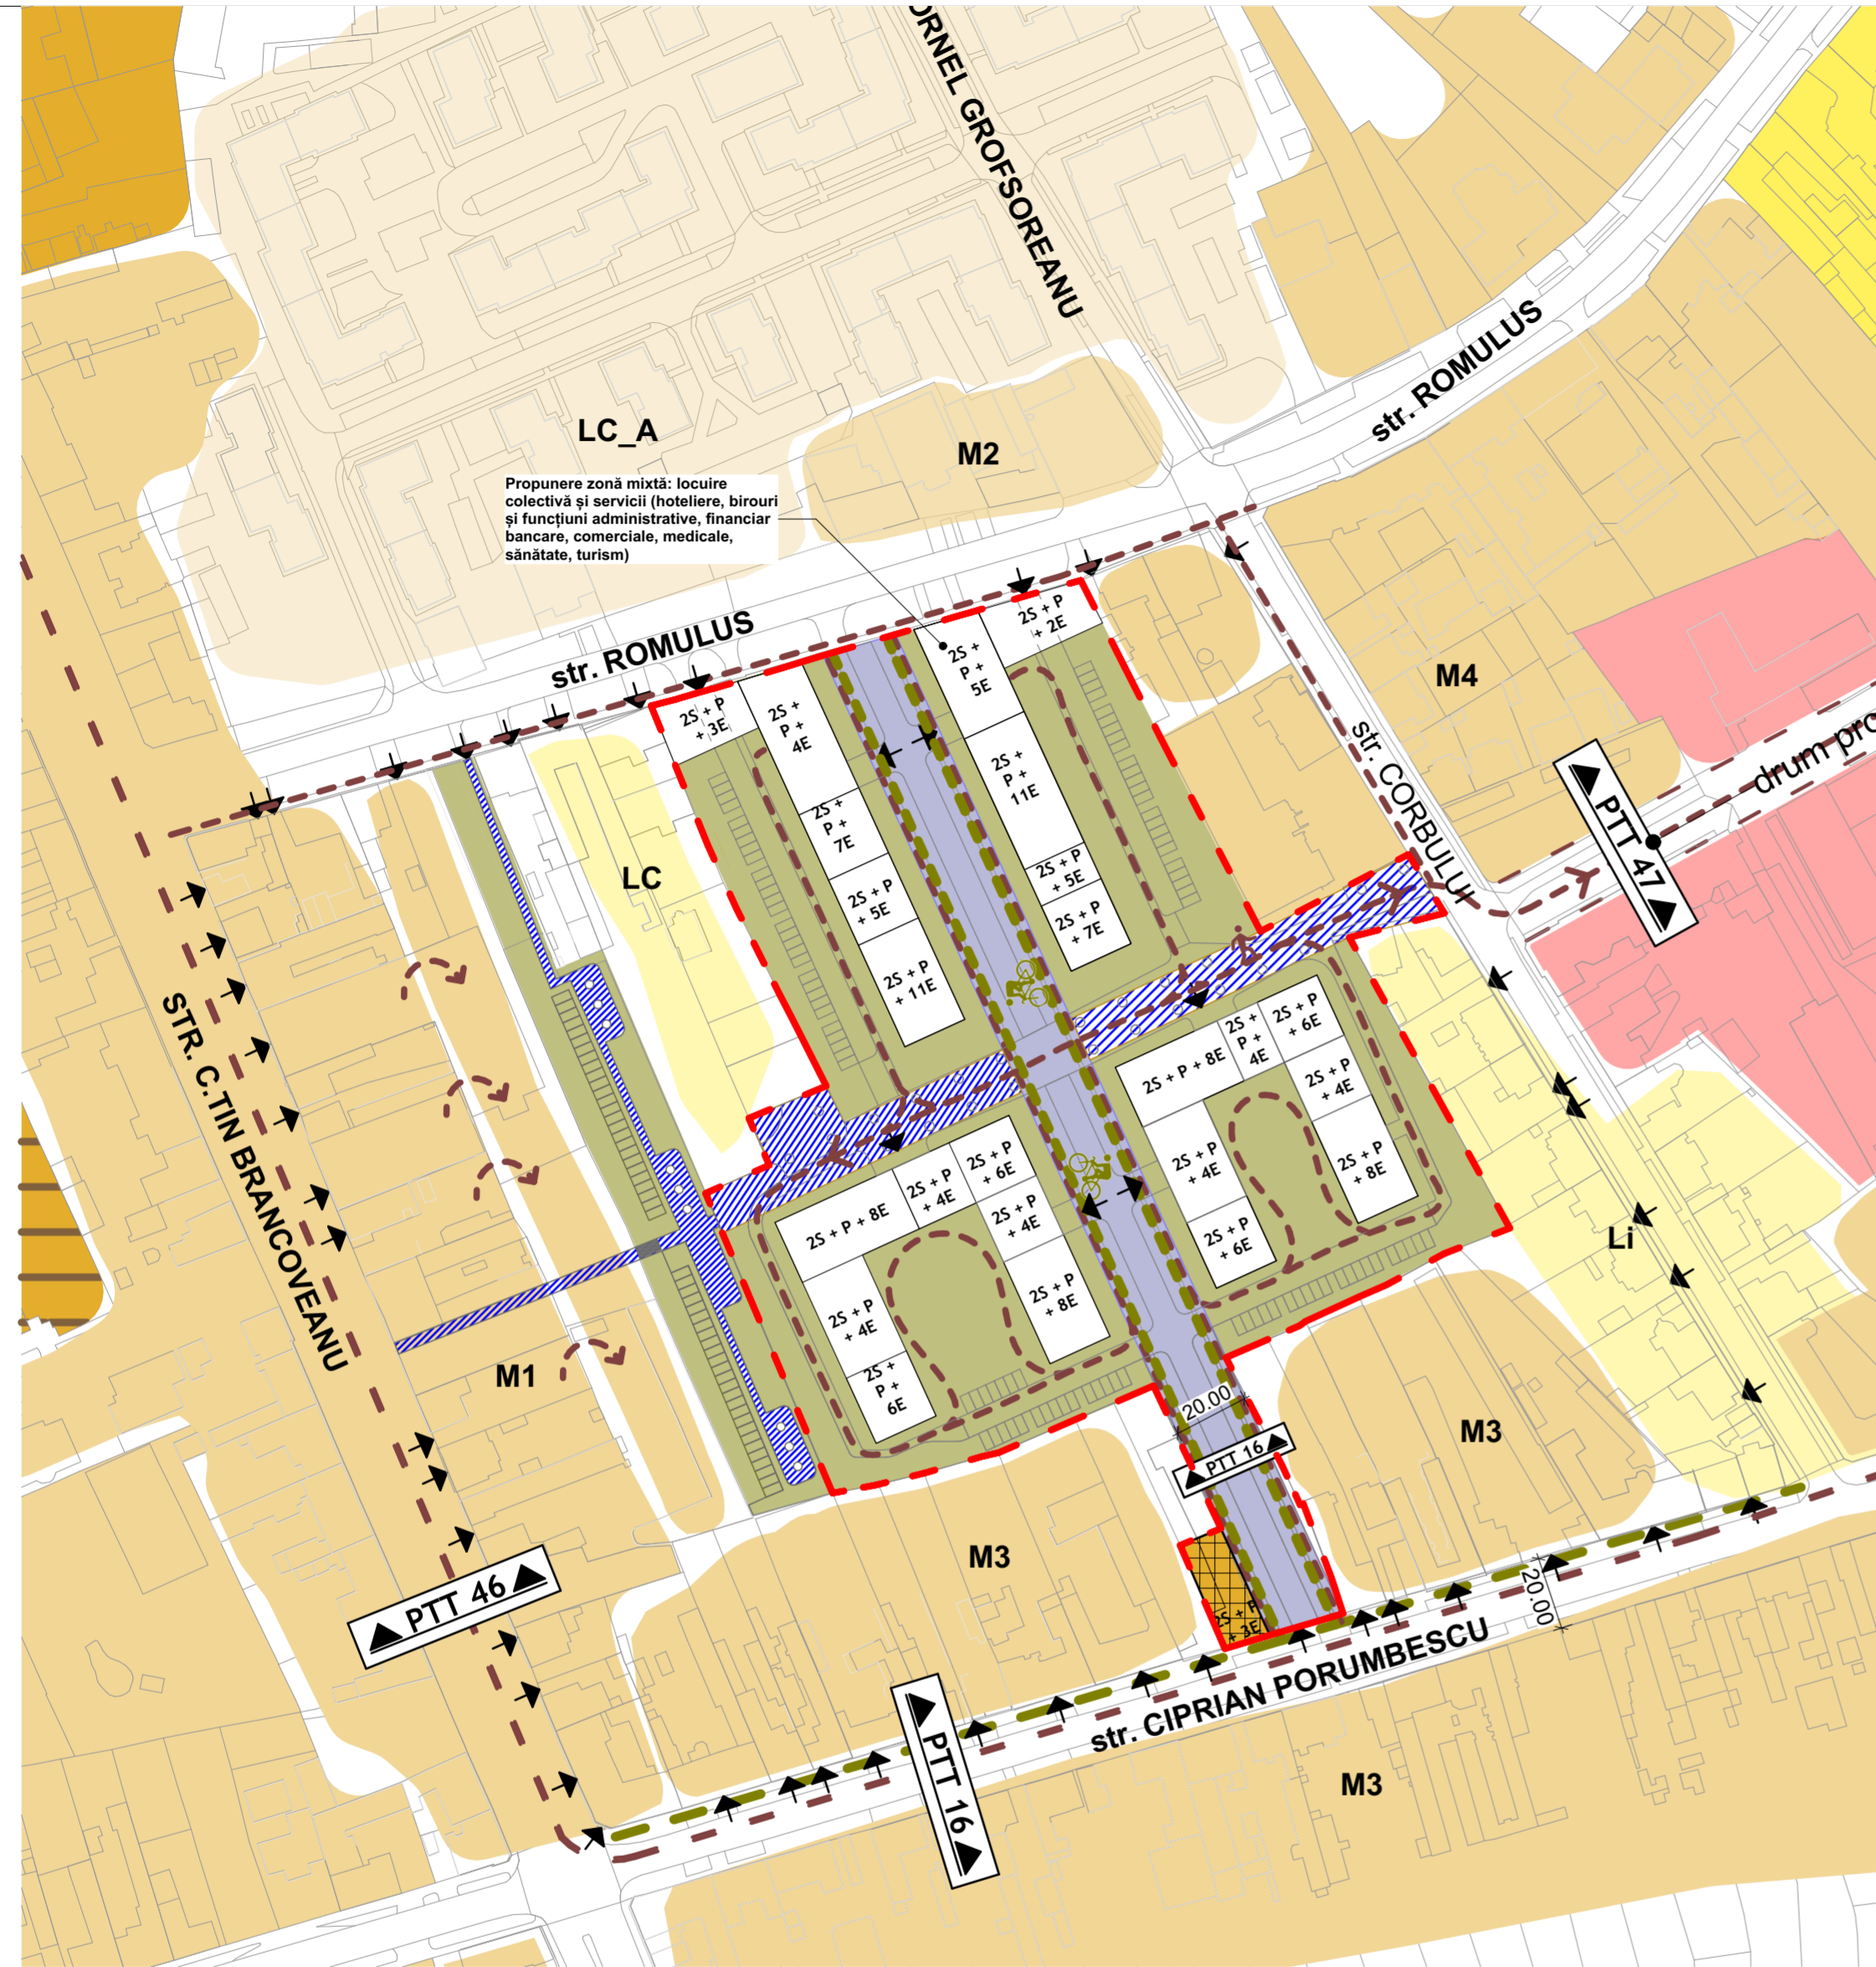 ORNEL GROFSOREANU
str. ROMULUS
LC_A
M2
Propunere zonă mixtă: locuire
colectivă și servicii (hoteliere, birouri
și funcțiuni administrative, financiar
bancare, comerciale, medicale,
sănătate, turism)
str. ROMULUS
2S + P
+ 2E
2S +
P +
5E
2S + P
+ 3E
2S +
P +
4E
M4
str. CORBULUI
drum pro
PTT 47
2S +
P +
11E
2S +
P +
7E
LC
2S + P
+ 5E
2S + P
+ 5E
2S + P
+ 7E
2S + P
+ 11E
STR. C.TIN BRANCOVEANU
2S + P + 8E
2S +
P +
4E
2S + P
+ 6E
2S + P
+ 4E
2S + P
+ 4E
2S + P
+ 8E
2S + P
+ 6E
2S + P + 8E
2S + P
+ 4E
2S + P
+ 6E
2S + P
+ 4E
2S + P
+ 8E
2S + P
+ 4E
2S +
P +
6E
Li
M1
20.00
PTT 16
M3
M3
PTT 46
2S + P
+ 3E
20.00
str. CIPRIAN PORUMBESCU
PTT 16
M3